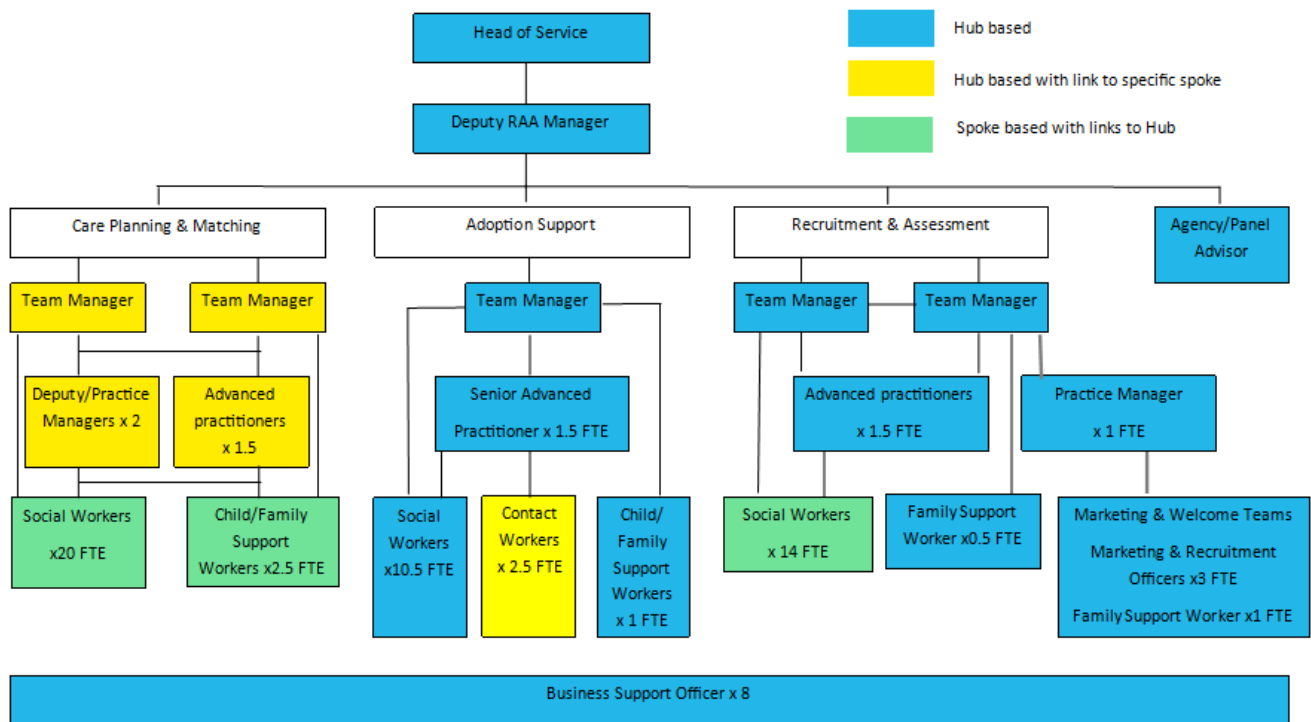 Head of Service
Hub based
Hub based with link to specific spoke
Deputy RAA Manager
Spoke based with links to Hub
Care Planning & Matching
Adoption Support
Recruitment & Assessment
Agency/Panel
Advisor
Team Manager
Team Manager
Team Manager
Team Manager
Team Manager
Deputy/Practice
Managers x 2
Advanced
practitioners
x 1.5
Senior Advanced
Practitioner x 1.5 FTE
Advanced practitioners
x 1.5 FTE
Practice Manager
x 1 FTE
Social Workers
x20 FTE
Child/Family
Support
Workers x2.5 FTE
Social
Workers
x10.5 FTE
Contact
Workers
x 2.5 FTE
Child/
Family
Support
Workers
x 1 FTE
Social Workers
x 14 FTE
Family Support
Worker x0.5 FTE
Marketing & Welcome Teams
Marketing & Recruitment
Officers x3 FTE
Family Support Worker x1 FTE
Business Support Officer x 8